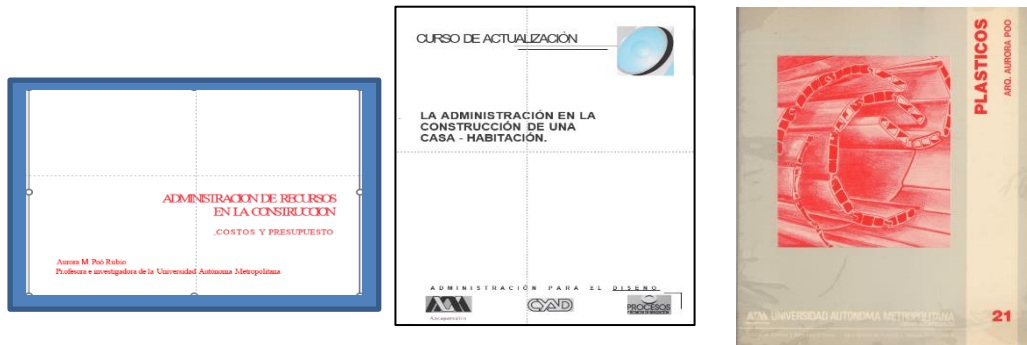 ADMINISTRACION DE RECURSOS
EN LA CONSTRUCCION
.COSTOS Y PRESUPUESTO
Aurora M Poó Rubio
Profesora e investigadora de la Universidad Autónoma Metropolitana
CURSO DE ACTUALIZACIÓN
LA ADMINISTRACIÓN EN LA
CONSTRUCCIÓN DE UNA
CASA - HABITACIÓN.
ADMINISTRACIÓN PARA EL DISEÑO
Azcapotzalco
CYAD
PROCESOS
PLASTICOS
ARQ. AURORA POO
UNIVERSIDAD AUTONOMA METROPOLITANA
21